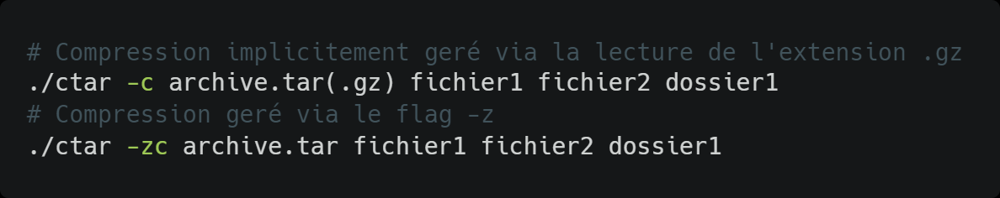 # Compression implicitement geré via la lecture de l'extension .gz
./ctar -c archive.tar(.gz) fichier1 fichier2 dossier1
# Compression geré via le flag -z
./ctar -zc archive.tar fichier1 fichier2 dossier1